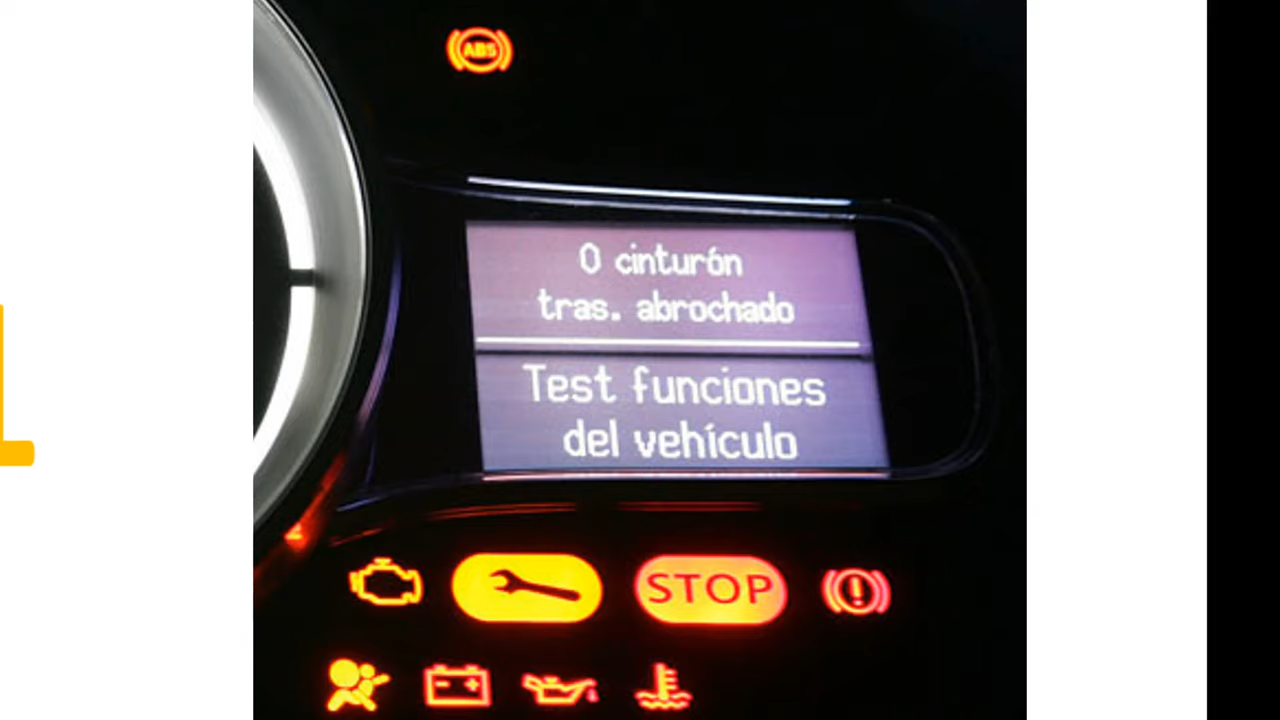 ABS
0 cinturón
tras. abrochado
Test funciones
del vehículo
STOP